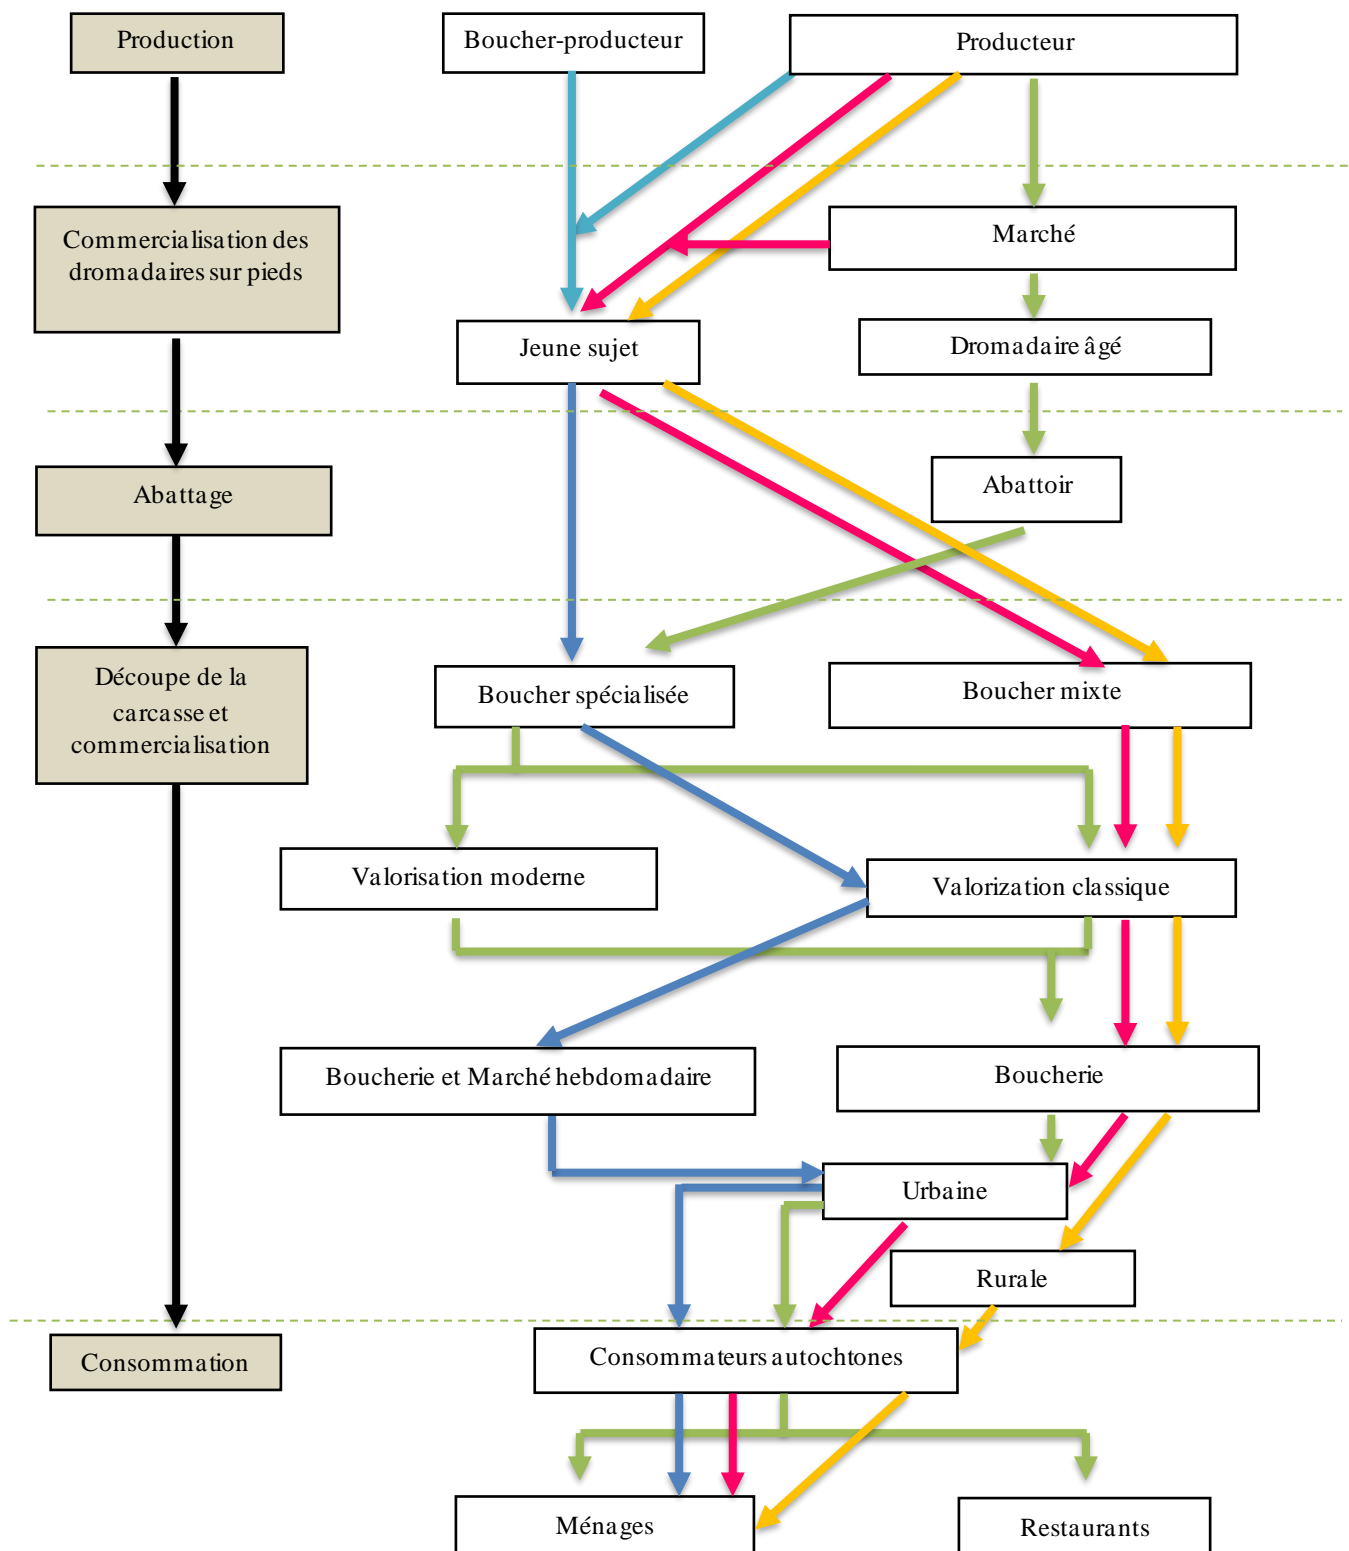 Production
Boucher-producteur
Producteur
Commercialisation des
dromadaires sur pieds
Marché
Jeune sujet
Dromadaire âgé
Abattage
Abattoir
Découpe de la
carcasse et
commercialisation
Boucher spécialisée
Boucher mixte
Valorisation moderne
Valorization classique
Boucherie et Marché hebdomadaire
Boucherie
Urbaine
Rurale
Consommation
Consommateurs autochtones
Ménages
Restaurants